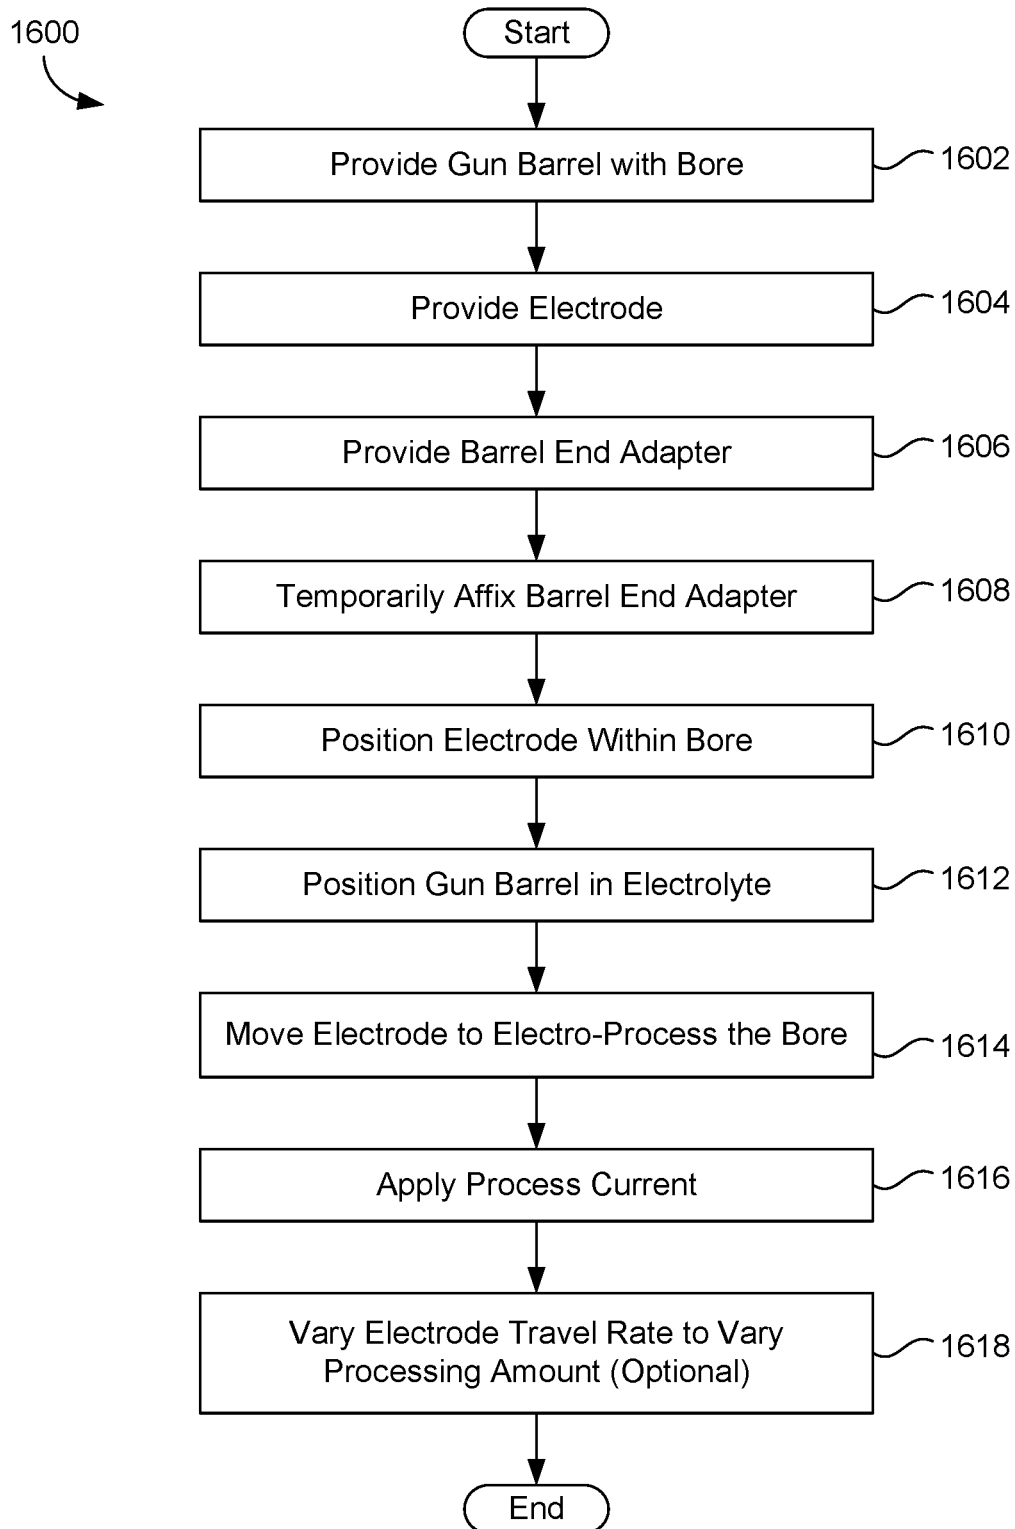 1600
Start
Provide Gun Barrel with Bore
1602
Provide Electrode
1604
Provide Barrel End Adapter
1606
Temporarily Affix Barrel End Adapter
1608
Position Electrode Within Bore
1610
Position Gun Barrel in Electrolyte
1612
Move Electrode to Electro-Process the Bore
1614
Apply Process Current
1616
Vary Electrode Travel Rate to Vary
Processing Amount (Optional)
1618
End